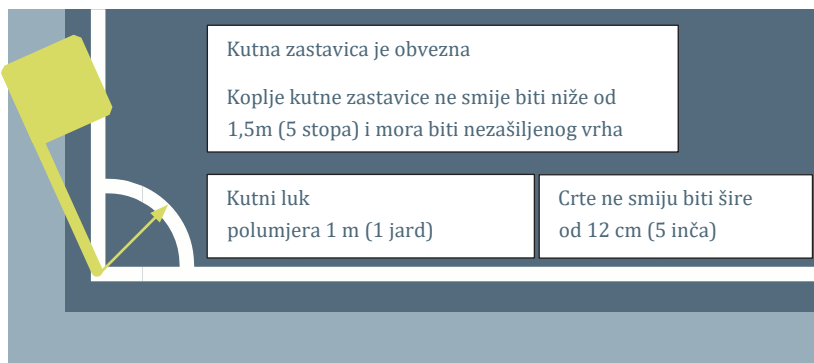 Kutna zastavica je obvezna
Koplje kutne zastavice ne smije biti niže od
1,5m (5 stopa) i mora biti nezašiljenog vrha
Kutni luk
polumjera 1 m (1 jard)
Crte ne smiju biti šire
od 12 cm (5 inča)